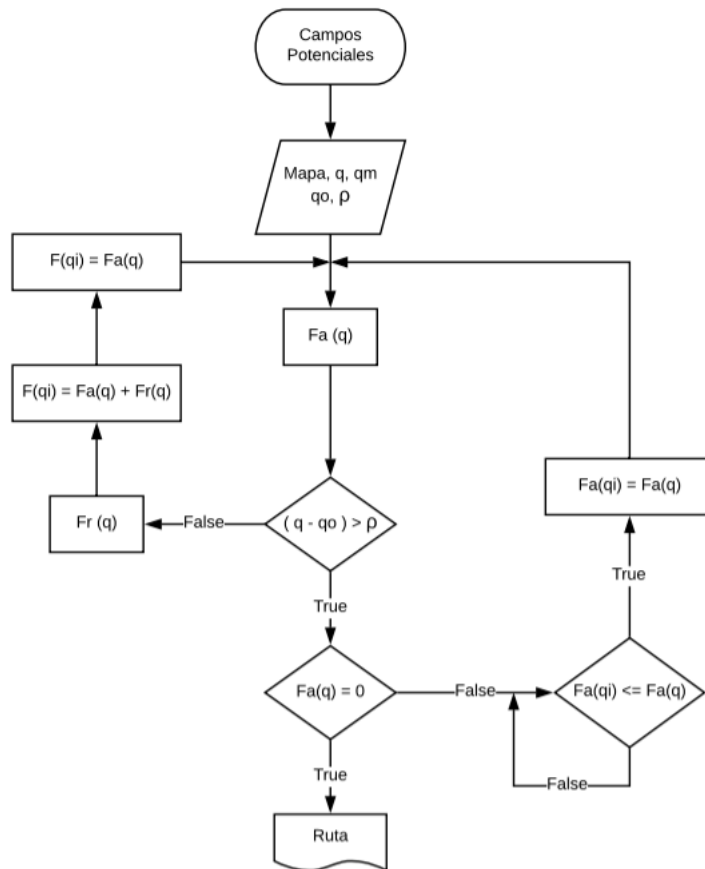 Campos
Potenciales
Mapa, q, qm
qo, ρ
F(qi) = Fa(q)
Fa (q)
F(qi) = Fa(q) + Fr(q)
Fa(qi) = Fa(q)
Fr (q)
False
( q - qo ) > ρ
True
True
Fa(q) = 0
False
Fa(qi) <= Fa(q)
True
False
Ruta